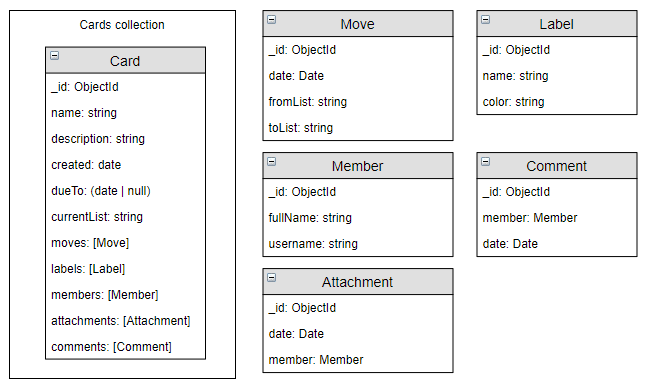 Cards collection
Card
_id: ObjectId
name: string
description: string
created: date
dueTo: (date | null)
currentList: string
moves: [Move]
labels: [Label]
members: [Member]
attachments: [Attachment]
comments: [Comment]
Move
_id: ObjectId
date: Date
fromList: string
toList: string
Label
_id: ObjectId
name: string
color: string
Member
_id: ObjectId
fullName: string
username: string
Comment
_id: ObjectId
member: Member
date: Date
Attachment
_id: ObjectId
date: Date
member: Member